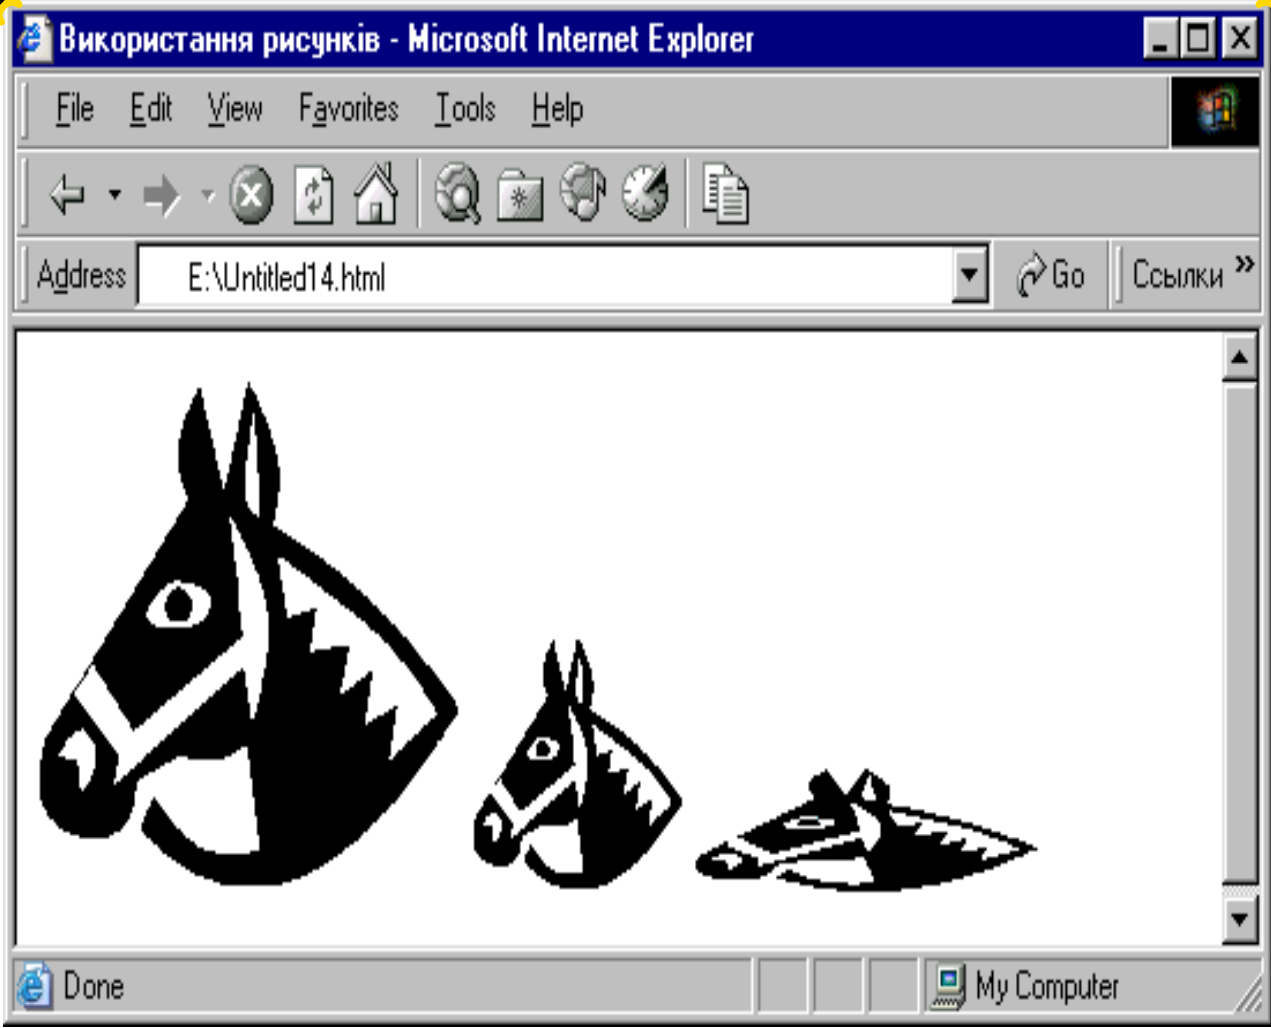 Використання рисунків - Microsoft Internet Explorer
File Edit View Favorites Tools Help
Address E:\Untitled14.html Go Ссылки »
Done My Computer